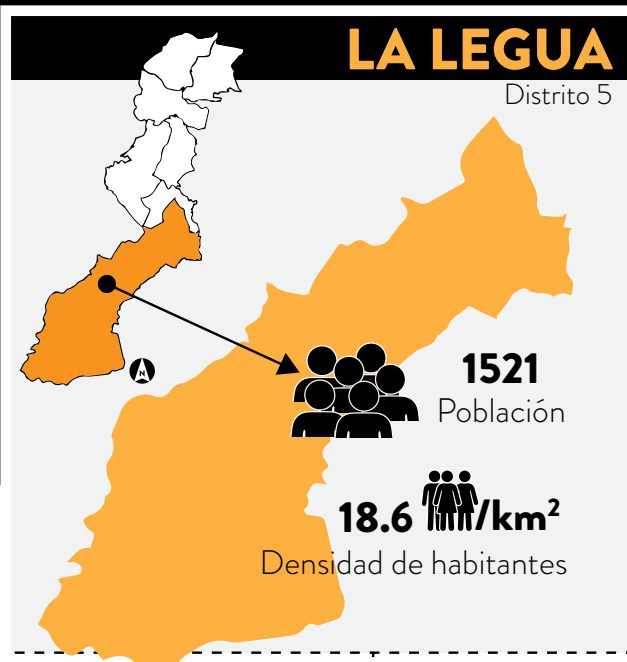 LA LEGUA
Distrito 5
N
1521
Población
18.6 /km²
Densidad de habitantes